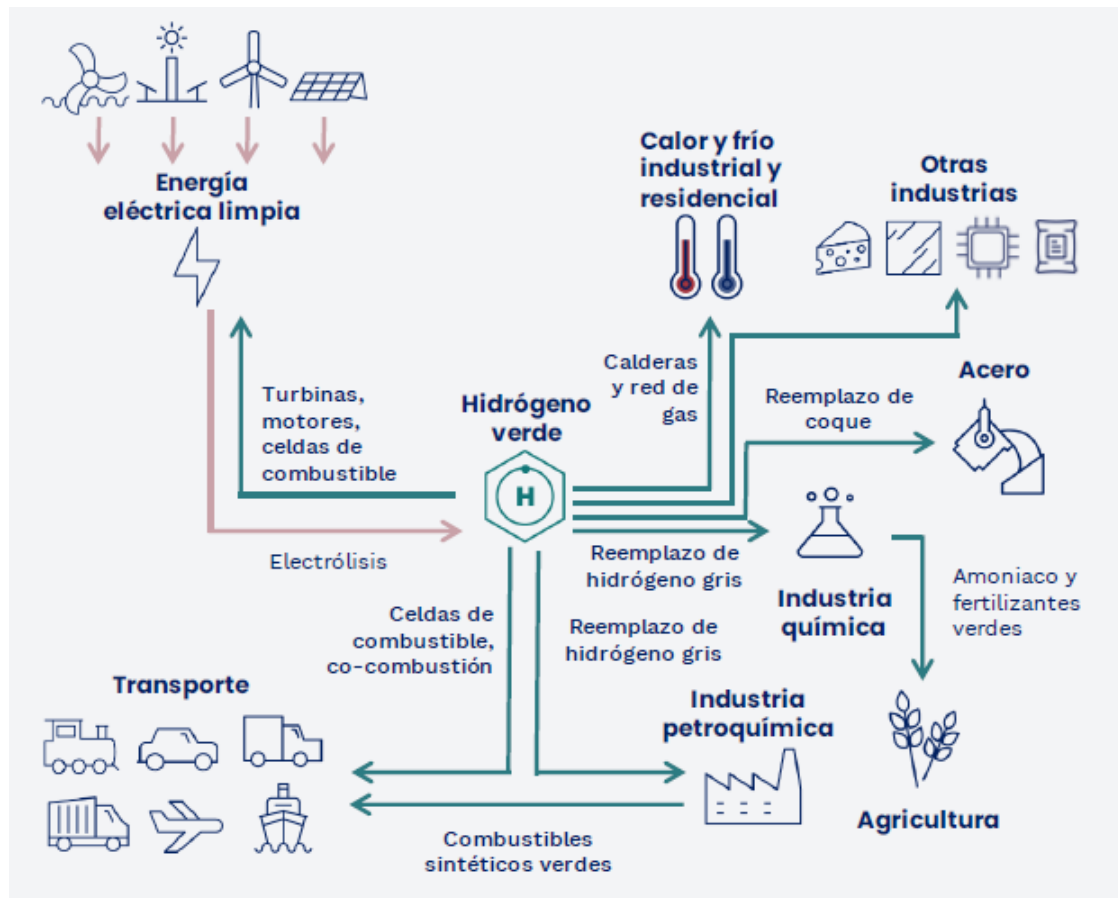 Energía
eléctrica limpia
Calor y frío
industrial y
residencial
Otras
industrias
Turbinas,
motores,
celdas de
combustible
Hidrógeno
verde
H
Calderas
y red de
gas
Reemplazo de
coque
Acero
Electrólisis
Reemplazo de
hidrógeno gris
Industria
química
Amoniaco y
fertilizantes
verdes
Celdas de
combustible,
co-combustión
Reemplazo de
hidrógeno gris
Transporte
Industria
petroquímica
Agricultura
Combustibles
sintéticos verdes